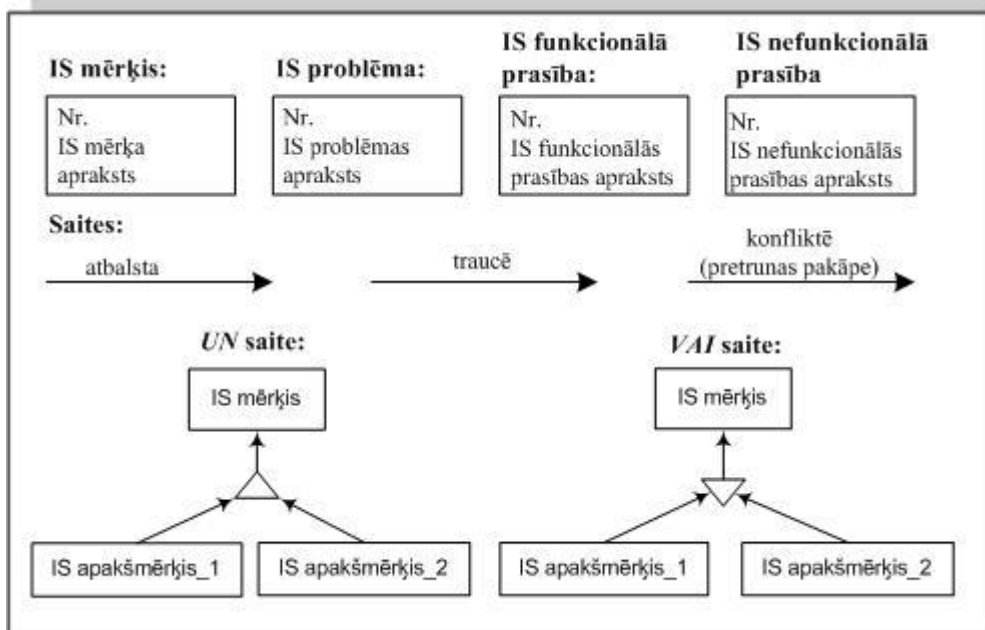 IS mērķis:
IS problēma:
IS funkcionālā
prasība:
IS nefunkcionālā
prasība
Nr.
IS mērķa
apraksts
Nr.
IS problēmas
apraksts
Nr.
IS funkcionālās
prasības apraksts
Nr.
IS nefunkcionālās
prasības apraksts
Saites:
atbalsta
traucē
konfliktē
(pretrunas pakāpe)
UN saite:
VAI saite:
IS mērķis
IS mērķis
IS apakšmērķis_1
IS apakšmērķis_2
IS apakšmērķis_1
IS apakšmērķis_2